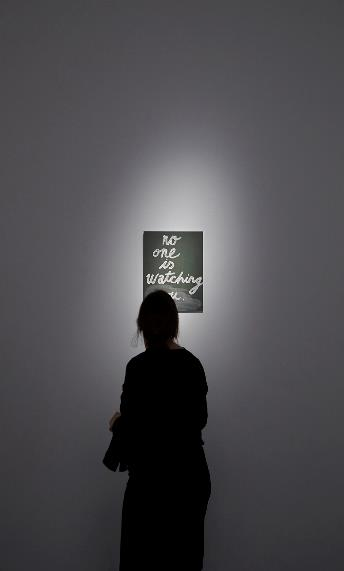 no
one
is
watching
u.